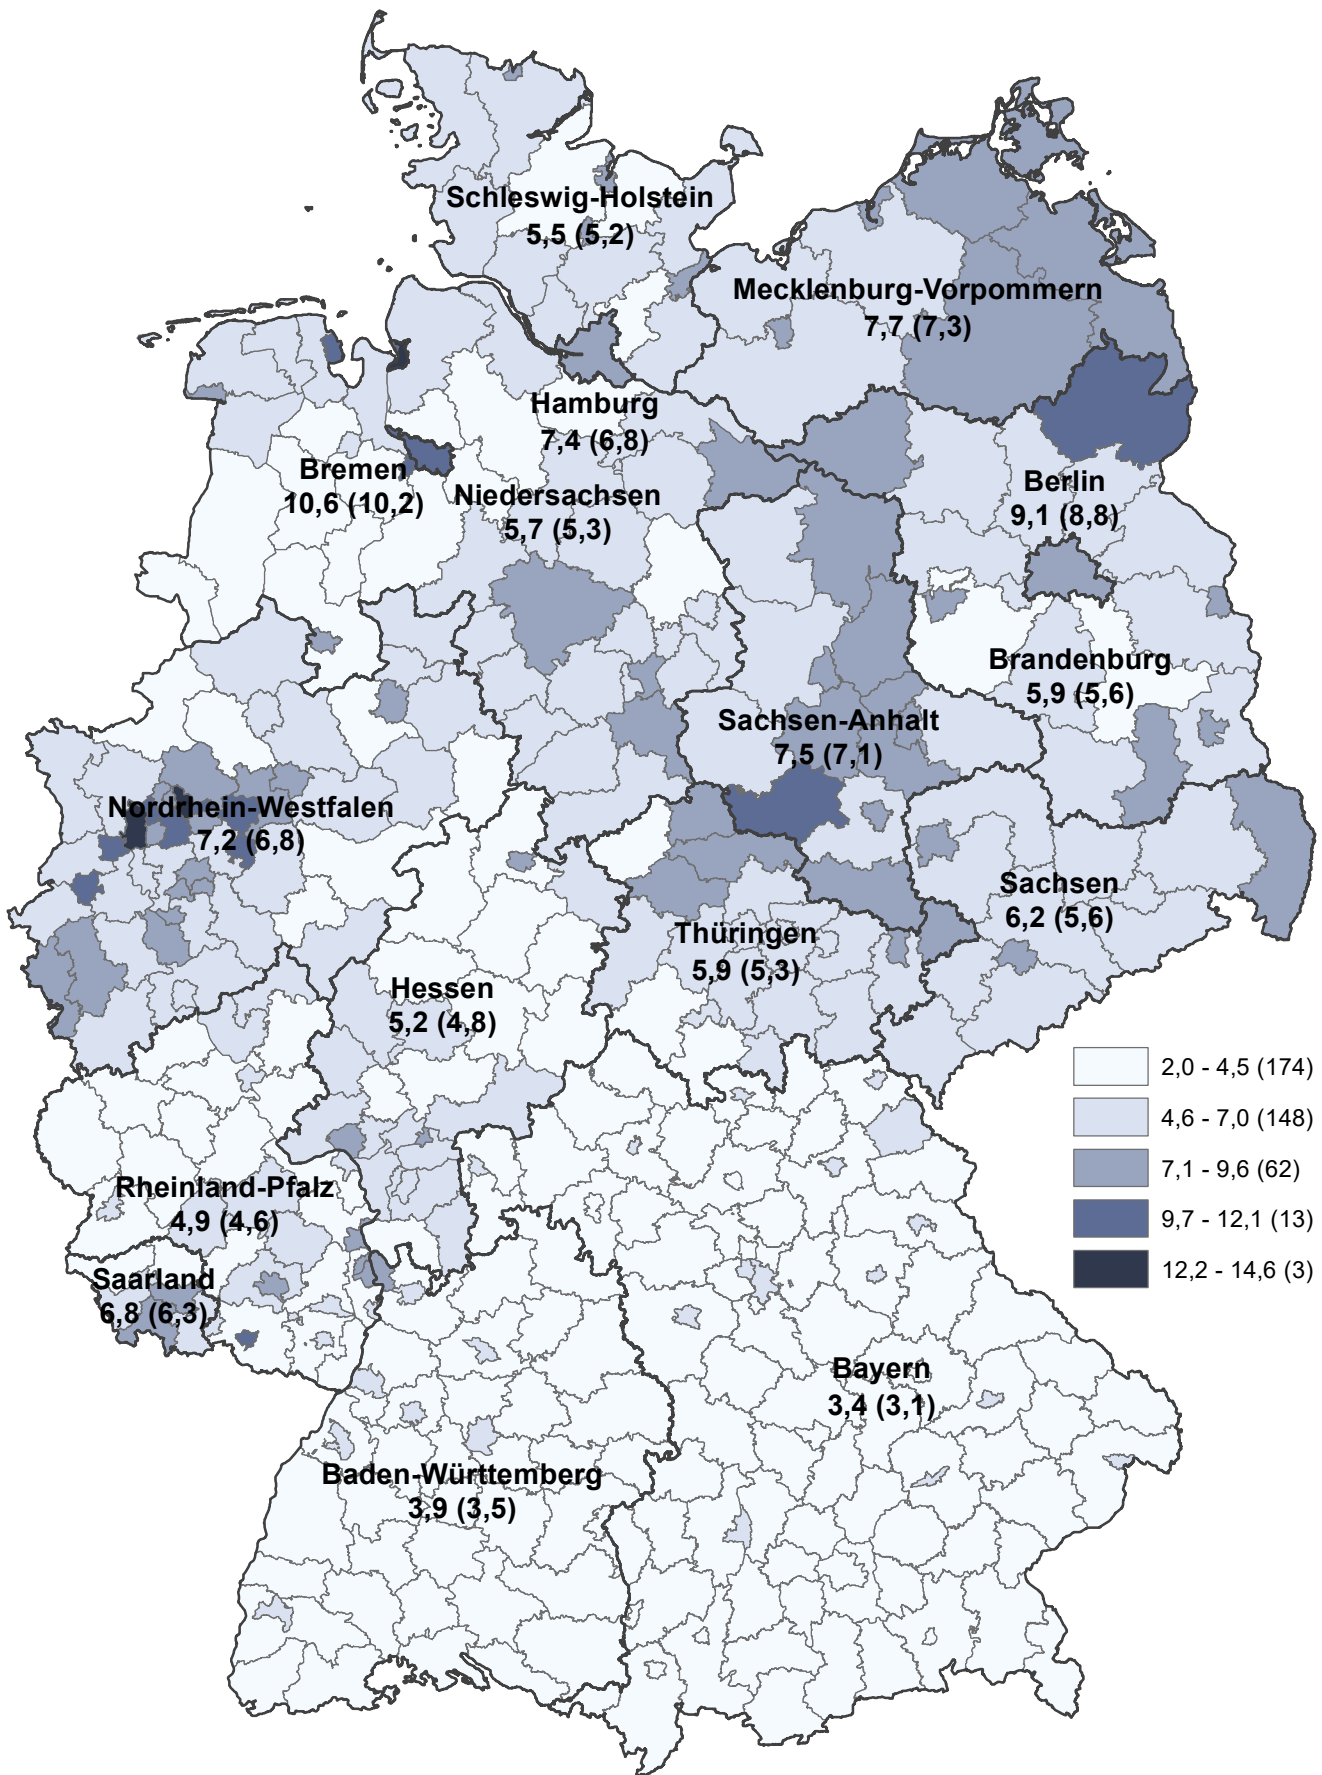 Schleswig-Holstein
5,5 (5,2)
Mecklenburg-Vorpommern
7,7 (7,3)
Hamburg
7,4 (6,8)
Bremen
10,6 (10,2)
Niedersachsen
5,7 (5,3)
Berlin
9,1 (8,8)
Brandenburg
5,9 (5,6)
Sachsen-Anhalt
7,5 (7,1)
Nordrhein-Westfalen
7,2 (6,8)
Sachsen
6,2 (5,6)
Thüringen
5,9 (5,3)
Hessen
5,2 (4,8)
2,0 - 4,5 (174)
4,6 - 7,0 (148)
7,1 - 9,6 (62)
9,7 - 12,1 (13)
12,2 - 14,6 (3)
Rheinland-Pfalz
4,9 (4,6)
Saarland
6,8 (6,3)
Bayern
3,4 (3,1)
Baden-Württemberg
3,9 (3,5)